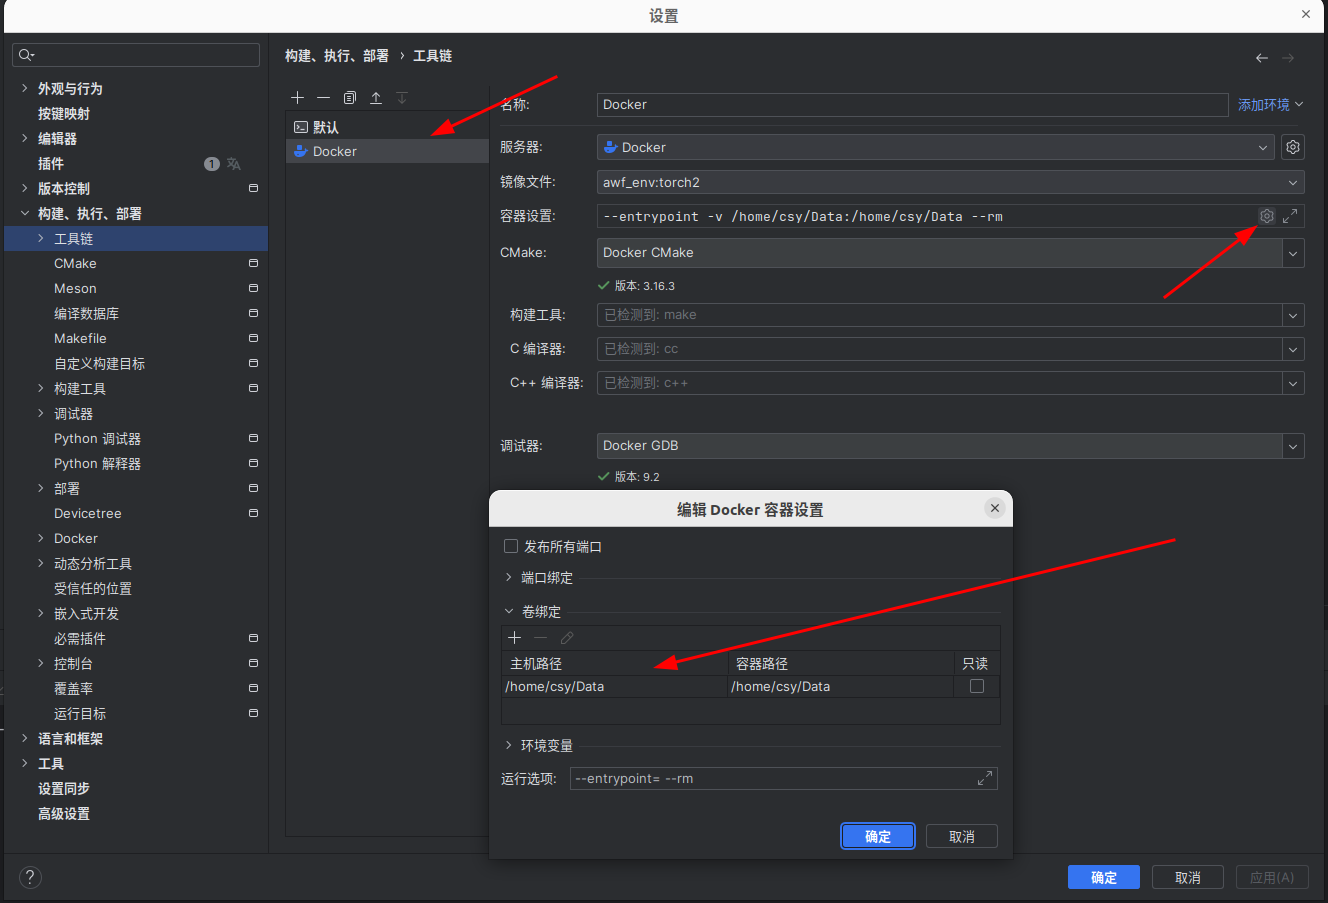 设置
外观与行为
按键映射
编辑器
插件
1
版本控制
构建、执行、部署
工具链
CMake
Meson
编译数据库
Makefile
自定义构建目标
构建工具
调试器
Python 调试器
Python 解释器
部署
Devicetree
Docker
动态分析工具
受信任的位置
嵌入式开发
必需插件
控制台
覆盖率
运行目标
语言和框架
工具
设置同步
高级设置
构建、执行、部署 › 工具链
默认
Docker
名称: Docker 添加环境
服务器: Docker
镜像文件: awf_env:torch2
容器设置: --entrypoint -v /home/csy/Data:/home/csy/Data --rm
CMake: Docker CMake
版本: 3.16.3
构建工具: 已检测到: make
C 编译器: 已检测到: cc
C++ 编译器: 已检测到: c++
调试器: Docker GDB
版本: 9.2
编辑 Docker 容器设置
发布所有端口
端口绑定
卷绑定
主机路径 容器路径 只读
/home/csy/Data /home/csy/Data
环境变量
运行选项: --entrypoint= --rm
确定 取消
? 确定 取消 应用(A)